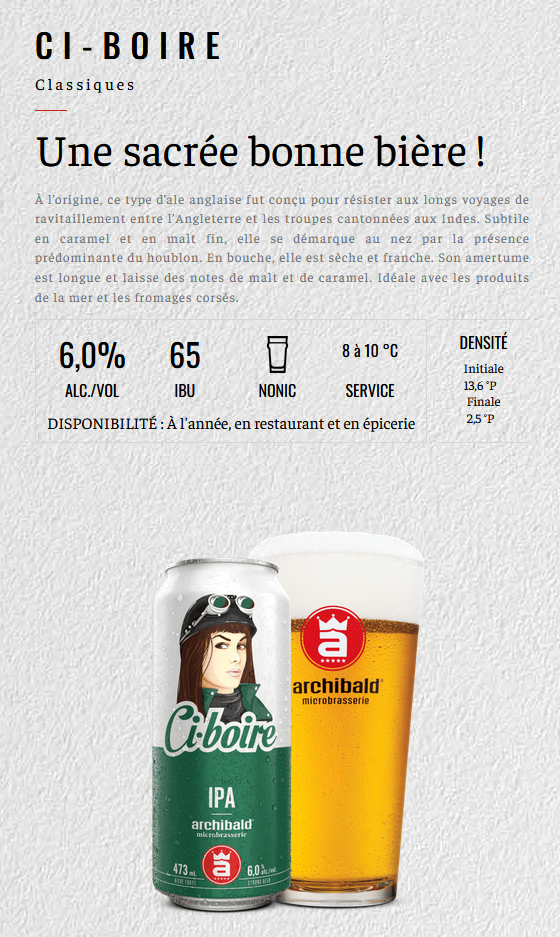 CI-BOIRE
Classiques
Une sacrée bonne bière !
À l'origine, ce type d'ale anglaise fut conçu pour résister aux longs voyages de
ravitaillement entre l'Angleterre et les troupes cantonnées aux Indes. Subtile
en caramel et en malt fin, elle se démarque au nez par la présence
prédominante du houblon. En bouche, elle est sèche et franche. Son amertume
est longue et laisse des notes de malt et de caramel. Idéale avec les produits
de la mer et les fromages corsés.
6,0% 65 8 à 10 °C
ALC./VOL IBU NONIC SERVICE
DISPONIBILITÉ : À l'année, en restaurant et en épicerie
DENSITÉ
Initiale
13,6 °P
Finale
2,5 °P
Ci-boire
IPA
archibald
microbrasserie
473 mL
BIÈRE FORTE
à
6,0 % alc./vol.
STRONG BEER
à
archibald
microbrasserie